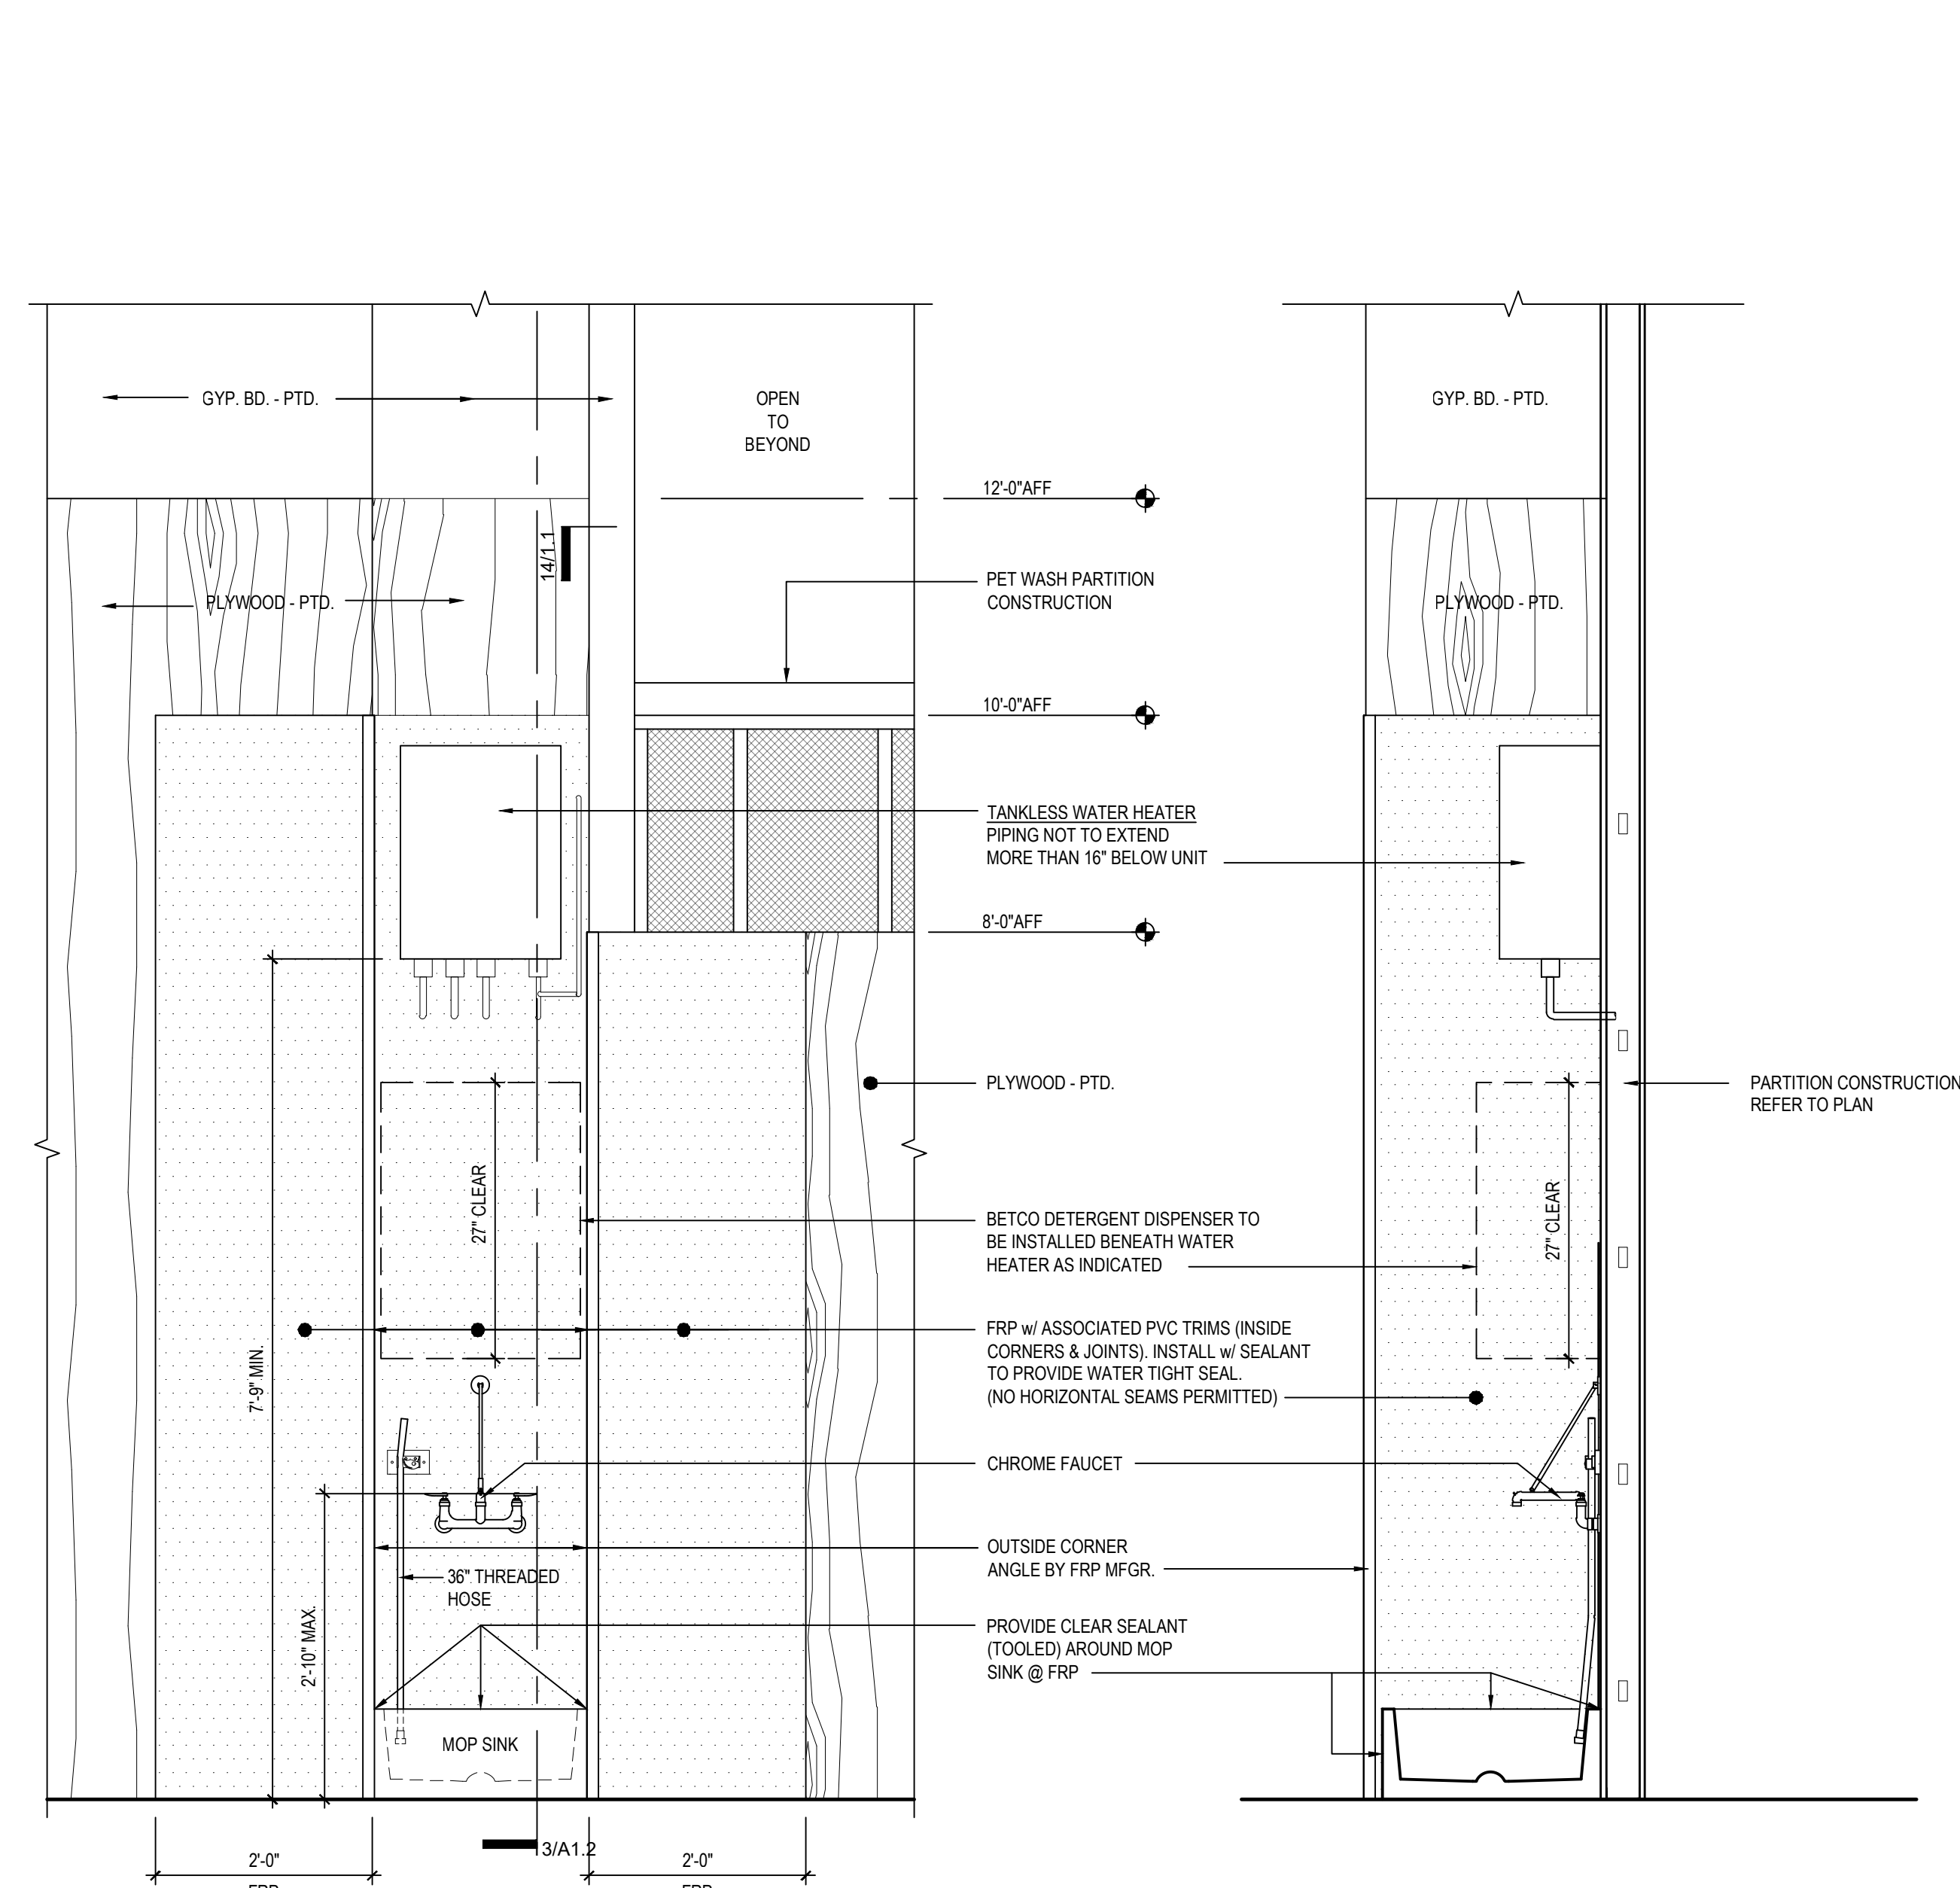 GYP. BD. - PTD.
OPEN
TO
BEYOND
GYP. BD. - PTD.
12'-0"AFF
14/1.1
PET WASH PARTITION
CONSTRUCTION
PLYWOOD - PTD.
PLYWOOD - PTD.
10'-0"AFF
TANKLESS WATER HEATER
PIPING NOT TO EXTEND
MORE THAN 16" BELOW UNIT
8'-0"AFF
PLYWOOD - PTD.
PARTITION CONSTRUCTION
REFER TO PLAN
27" CLEAR
27" CLEAR
BETCO DETERGENT DISPENSER TO
BE INSTALLED BENEATH WATER
HEATER AS INDICATED
FRP w/ ASSOCIATED PVC TRIMS (INSIDE
CORNERS & JOINTS). INSTALL w/ SEALANT
TO PROVIDE WATER TIGHT SEAL.
(NO HORIZONTAL SEAMS PERMITTED)
7'-9" MIN.
CHROME FAUCET
OUTSIDE CORNER
ANGLE BY FRP MFGR.
36" THREADED
HOSE
2'-10" MAX.
PROVIDE CLEAR SEALANT
(TOOLED) AROUND MOP
SINK @ FRP
MOP SINK
3/A1.2
2'-0"
2'-0"